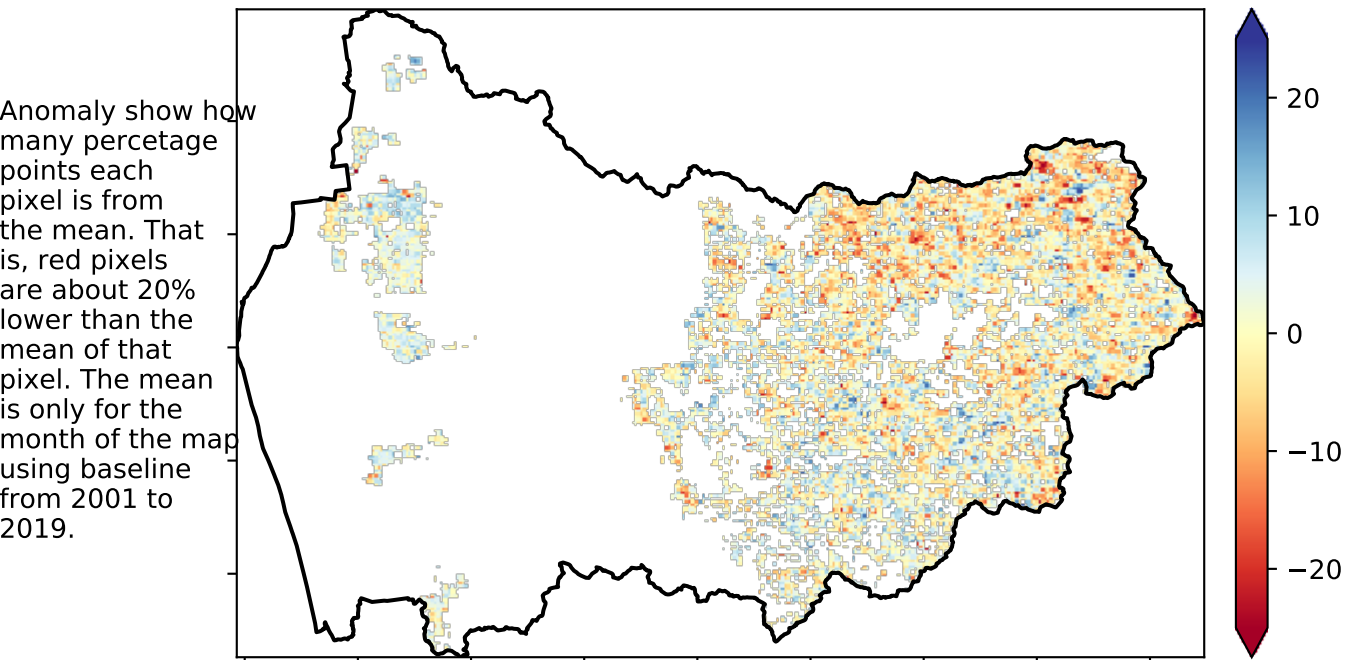 Anomaly show how
many percetage
points each
pixel is from
the mean. That
is, red pixels
are about 20%
lower than the
mean of that
pixel. The mean
is only for the
month of the map
using baseline
from 2001 to
2019.
20
10
0
−10
−20